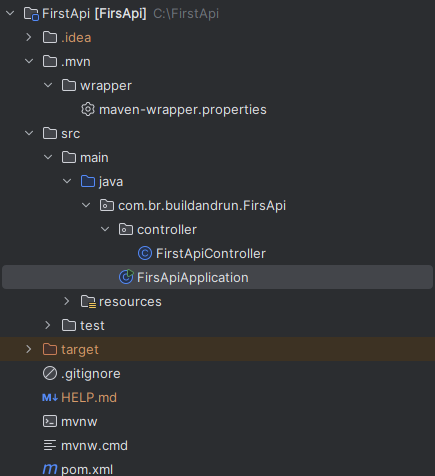 FirstApi [FirsApi] C:\FirstApi
.idea
.mvn
wrapper
maven-wrapper.properties
src
main
java
com.br.buildandrun.FirsApi
controller
FirstApiController
FirsApiApplication
resources
test
target
.gitignore
M↓ HELP.md
mvnw
mvnw.cmd
m pom.xml